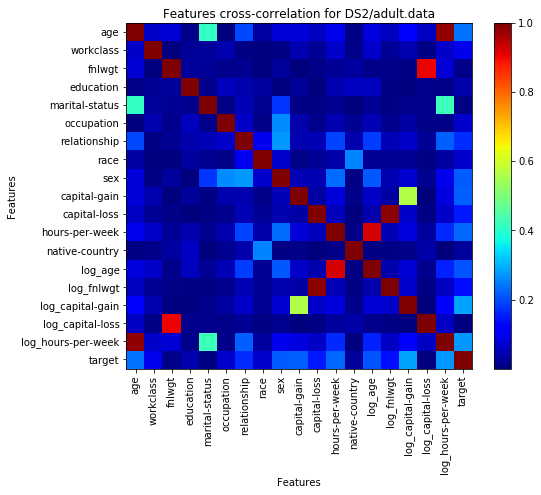 Features cross-correlation for DS2/adult.data
Features
age
workclass
fnlwgt
education
marital-status
occupation
relationship
race
sex
capital-gain
capital-loss
hours-per-week
native-country
log_age
log_fnlwgt
log_capital-gain
log_capital-loss
log_hours-per-week
target
age
workclass
fnlwgt
education
marital-status
occupation
relationship
race
sex
capital-gain
capital-loss
hours-per-week
native-country
log_age
log_fnlwgt
log_capital-gain
log_capital-loss
log_hours-per-week
target
Features
1.0
0.8
0.6
0.4
0.2